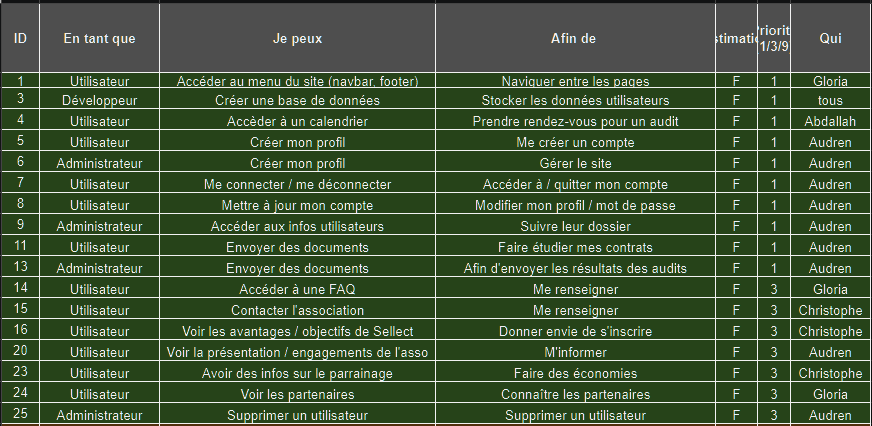 ID En tant que Je peux Afin de stimatio Priorit Qui
1/3/9
1 Utilisateur Accéder au menu du site (navbar, footer) Naviguer entre les pages F 1 Gloria
3 Développeur Créer une base de données Stocker les données utilisateurs F 1 tous
4 Utilisateur Accèder à un calendrier Prendre rendez-vous pour un audit F 1 Abdallah
5 Utilisateur Créer mon profil Me créer un compte F 1 Audren
6 Administrateur Créer mon profil Gérer le site F 1 Audren
7 Utilisateur Me connecter / me déconnecter Accéder à / quitter mon compte F 1 Audren
8 Utilisateur Mettre à jour mon compte Modifier mon profil / mot de passe F 1 Audren
9 Administrateur Accéder aux infos utilisateurs Suivre leur dossier F 1 Audren
11 Utilisateur Envoyer des documents Faire étudier mes contrats F 1 Audren
13 Administrateur Envoyer des documents Afin d'envoyer les résultats des audits F 1 Audren
14 Utilisateur Accéder à une FAQ Me renseigner F 3 Gloria
15 Utilisateur Contacter l'association Me renseigner F 3 Christophe
16 Utilisateur Voir les avantages / objectifs de Sellect Donner envie de s'inscrire F 3 Christophe
20 Utilisateur Voir la présentation / engagements de l'asso M'informer F 3 Audren
23 Utilisateur Avoir des infos sur le parrainage Faire des économies F 3 Christophe
24 Utilisateur Voir les partenaires Connaître les partenaires F 3 Gloria
25 Administrateur Supprimer un utilisateur Supprimer un utilisateur F 3 Audren